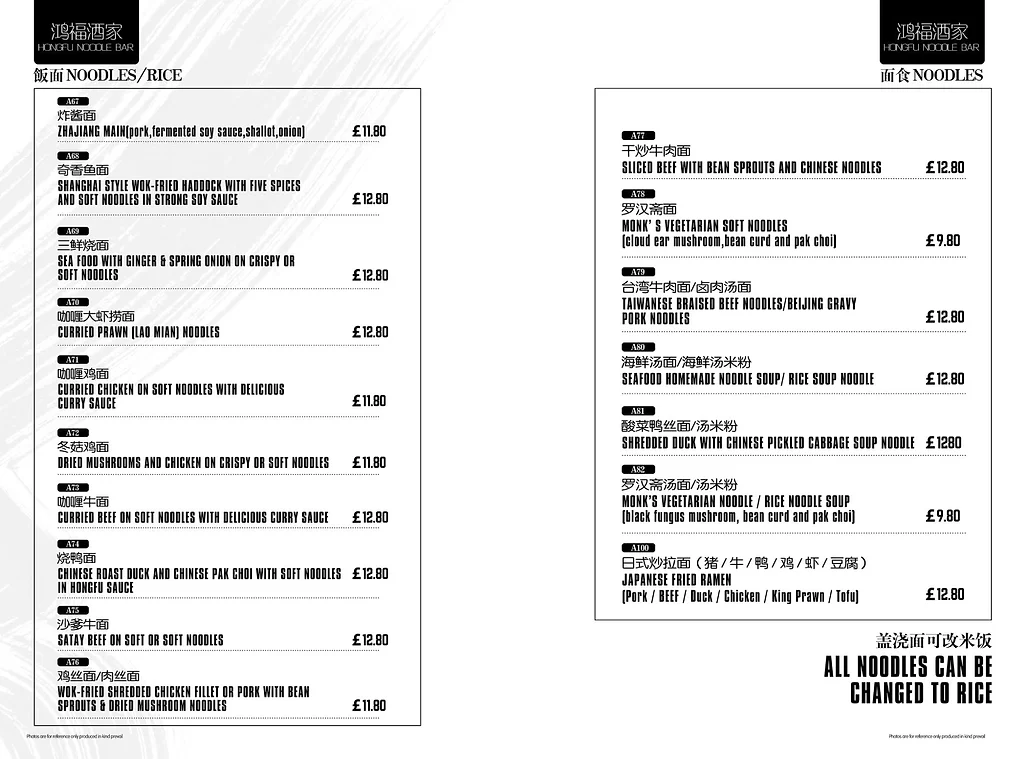 鸿福酒家
HONGFU NOODLE BAR
飯面 NOODLES/RICE
A67
炸酱面
ZHAJIANG MAIN(pork,fermented soy sauce,shallot,onion) £11.80
A68
奇香鱼面
SHANGHAI STYLE WOK-FRIED HADDOCK WITH FIVE SPICES
AND SOFT NOODLES IN STRONG SOY SAUCE £12.80
A69
三鲜烧面
SEA FOOD WITH GINGER & SPRING ONION ON CRISPY OR
SOFT NOODLES £12.80
A70
咖喱大虾捞面
CURRIED PRAWN (LAO MIAN) NOODLES £12.80
A71
咖喱鸡面
CURRIED CHICKEN ON SOFT NOODLES WITH DELICIOUS
CURRY SAUCE £11.80
A72
冬菇鸡面
DRIED MUSHROOMS AND CHICKEN ON CRISPY OR SOFT NOODLES £11.80
A73
咖喱牛面
CURRIED BEEF ON SOFT NOODLES WITH DELICIOUS CURRY SAUCE £12.80
A74
烧鸭面
CHINESE ROAST DUCK AND CHINESE PAK CHOI WITH SOFT NOODLES £12.80
IN HONGFU SAUCE
A75
沙爹牛面
SATAY BEEF ON SOFT OR SOFT NOODLES £12.80
A76
鸡丝面/肉丝面
WOK-FRIED SHREDDED CHICKEN FILLET OR PORK WITH BEAN
SPROUTS & DRIED MUSHROOM NOODLES £11.80
Photos are for reference only produced in kind prevail
鸿福酒家
HONGFU NOODLE BAR
面食 NOODLES
A77
干炒牛肉面
SLICED BEEF WITH BEAN SPROUTS AND CHINESE NOODLES £12.80
A78
罗汉斋面
MONK' S VEGETARIAN SOFT NOODLES
(cloud ear mushroom,bean curd and pak choi) £9.80
A79
台湾牛肉面/卤肉汤面
TAIWANESE BRAISED BEEF NOODLES/BEIJING GRAVY
PORK NOODLES £12.80
A80
海鲜汤面/海鲜汤米粉
SEAFOOD HOMEMADE NOODLE SOUP/ RICE SOUP NOODLE £12.80
A81
酸菜鸭丝面/汤米粉
SHREDDED DUCK WITH CHINESE PICKLED CABBAGE SOUP NOODLE £1280
A82
罗汉斋汤面/汤米粉
MONK'S VEGETARIAN NOODLE / RICE NOODLE SOUP
(black fungus mushroom, bean curd and pak choi) £9.80
A100
日式炒拉面（猪 / 牛 / 鸭 / 鸡 / 虾 / 豆腐）
JAPANESE FRIED RAMEN
(Pork / BEEF / Duck / Chicken / King Prawn / Tofu) £12.80
盖浇面可改米饭
ALL NOODLES CAN BE
CHANGED TO RICE
Photos are for reference only produced in kind prevail